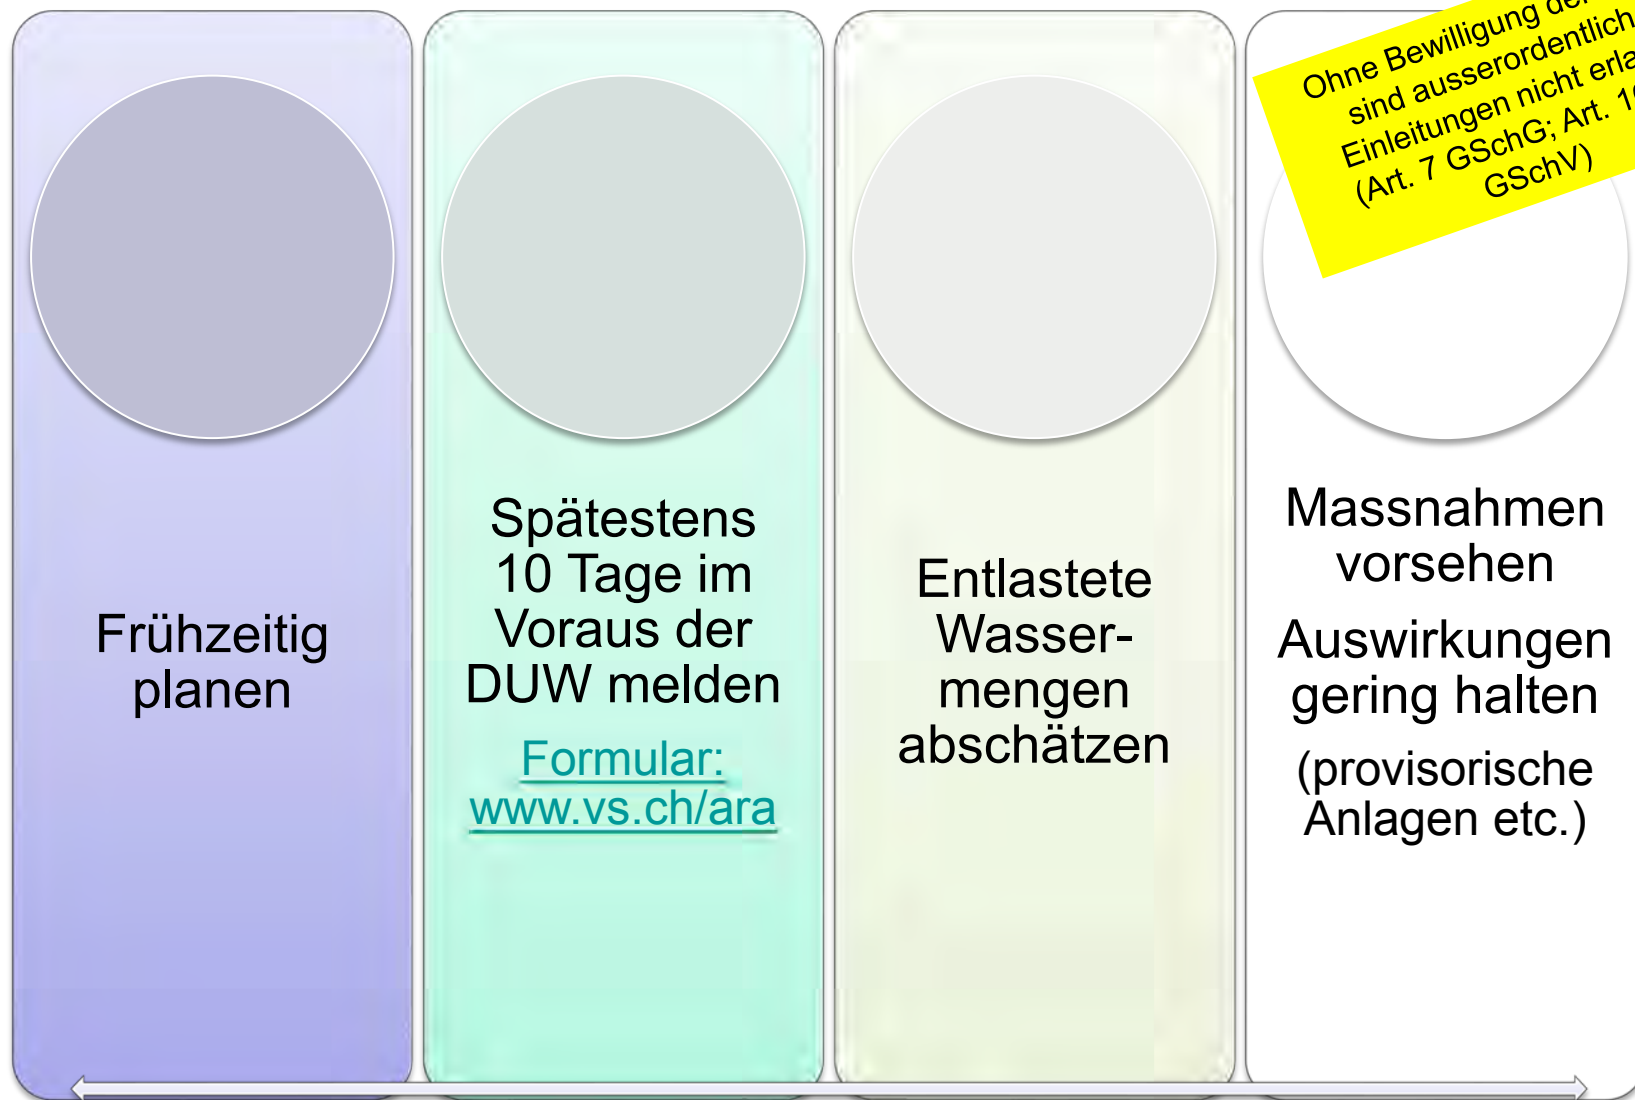 Frühzeitig
planen
Spätestens
10 Tage im
Voraus der
DUW melden
Formular:
www.vs.ch/ara
Entlastete
Wasser-
mengen
abschätzen
Ohne Bewilligung
sind ausserordentlich
Einleitungen nicht
(Art. 7 GSchG; Art.
GSchV)
Massnahmen
vorsehen
Auswirkungen
gering halten
(provisorische
Anlagen etc.)